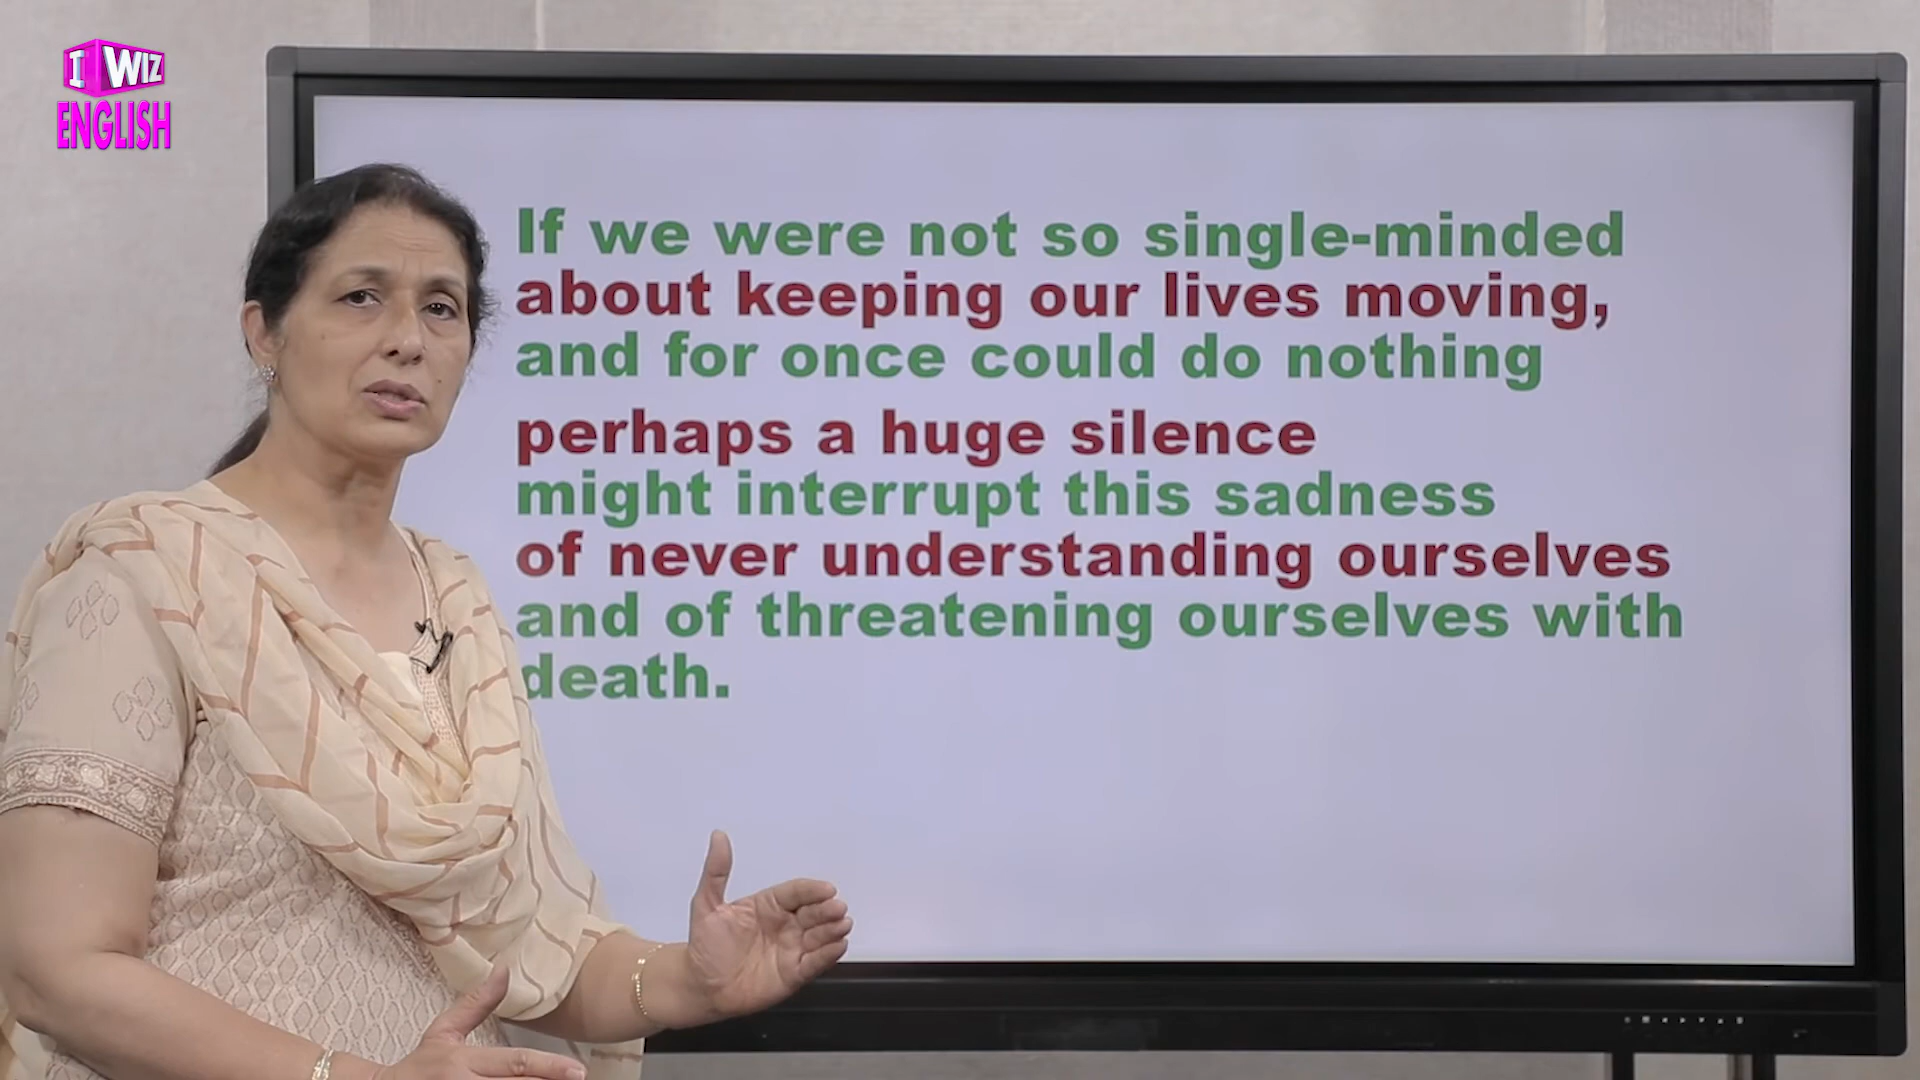 I WIZ
ENGLISH
If we were not so single-minded
about keeping our lives moving,
and for once could do nothing
perhaps a huge silence
might interrupt this sadness
of never understanding ourselves
and of threatening ourselves with
death.